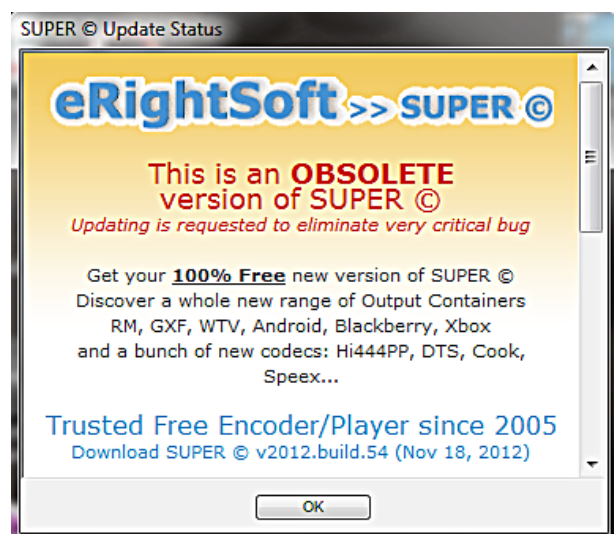 SUPER © Update Status
eRightSoft >> SUPER ©
This is an OBSOLETE
version of SUPER ©
Updating is requested to eliminate very critical bug
Get your 100% Free new version of SUPER ©
Discover a whole new range of Output Containers
RM, GXF, WTV, Android, Blackberry, Xbox
and a bunch of new codecs: Hi444PP, DTS, Cook,
Speex...
Trusted Free Encoder/Player since 2005
Download SUPER © v2012.build.54 (Nov 18, 2012)
OK